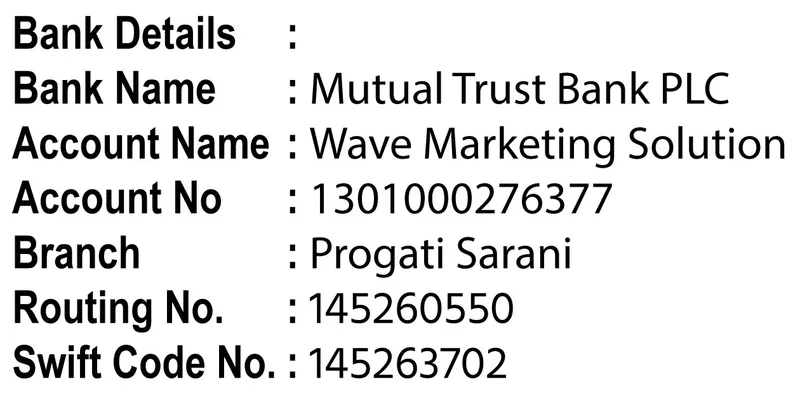 Bank Details :
Bank Name : Mutual Trust Bank PLC
Account Name : Wave Marketing Solution
Account No : 1301000276377
Branch : Progati Sarani
Routing No. : 145260550
Swift Code No. : 145263702